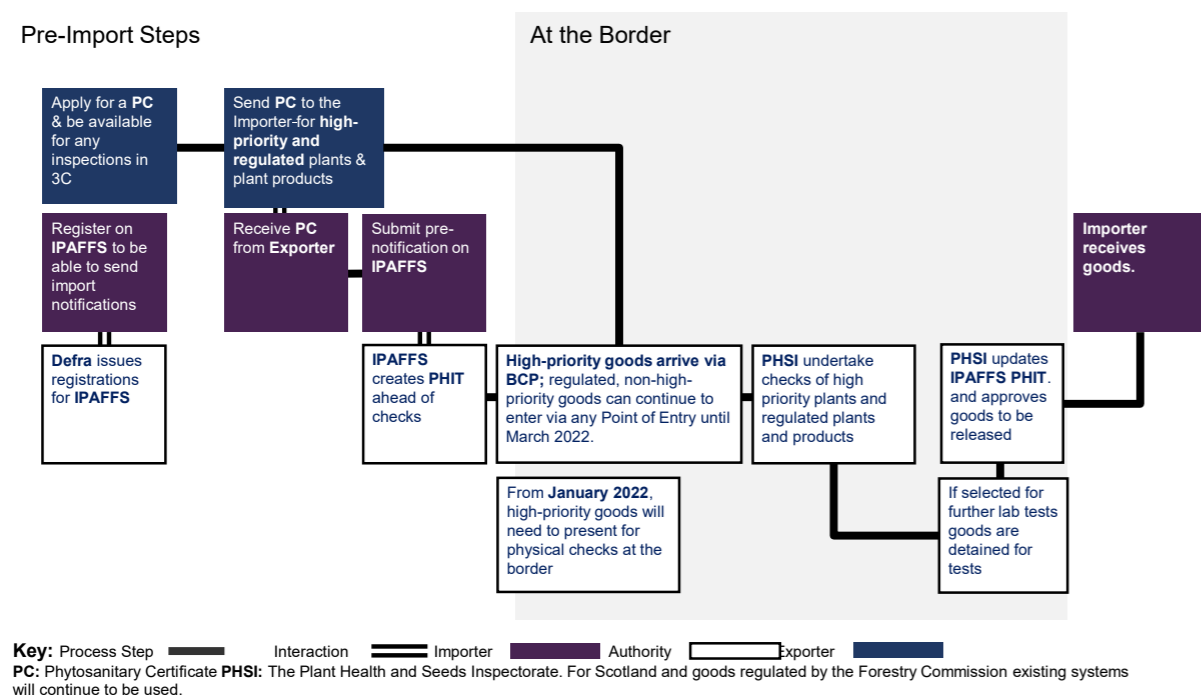 Pre-Import Steps
At the Border
Apply for a PC
& be available
for any
inspections in
3C
Send PC to the
Importer-for high-
priority and
regulated plants &
plant products
Register on
IPAFFS to be
able to send
import
notifications
Receive PC
from Exporter
Submit pre-
notification on
IPAFFS
Importer
receives
goods.
Defra issues
registrations
for IPAFFS
IPAFFS
creates PHIT
ahead of
checks
High-priority goods arrive via
BCP; regulated, non-high-
priority goods can continue to
enter via any Point of Entry until
March 2022.
PHSI undertake
checks of high
priority plants and
regulated plants
and products
PHSI updates
IPAFFS PHIT.
and approves
goods to be
released
From January 2022,
high-priority goods will
need to present for
physical checks at the
border
If selected for
further lab tests
goods are
detained for
tests
Key: Process Step Interaction Importer Authority Exporter
PC: Phytosanitary Certificate PHSI: The Plant Health and Seeds Inspectorate. For Scotland and goods regulated by the Forestry Commission existing systems
will continue to be used.